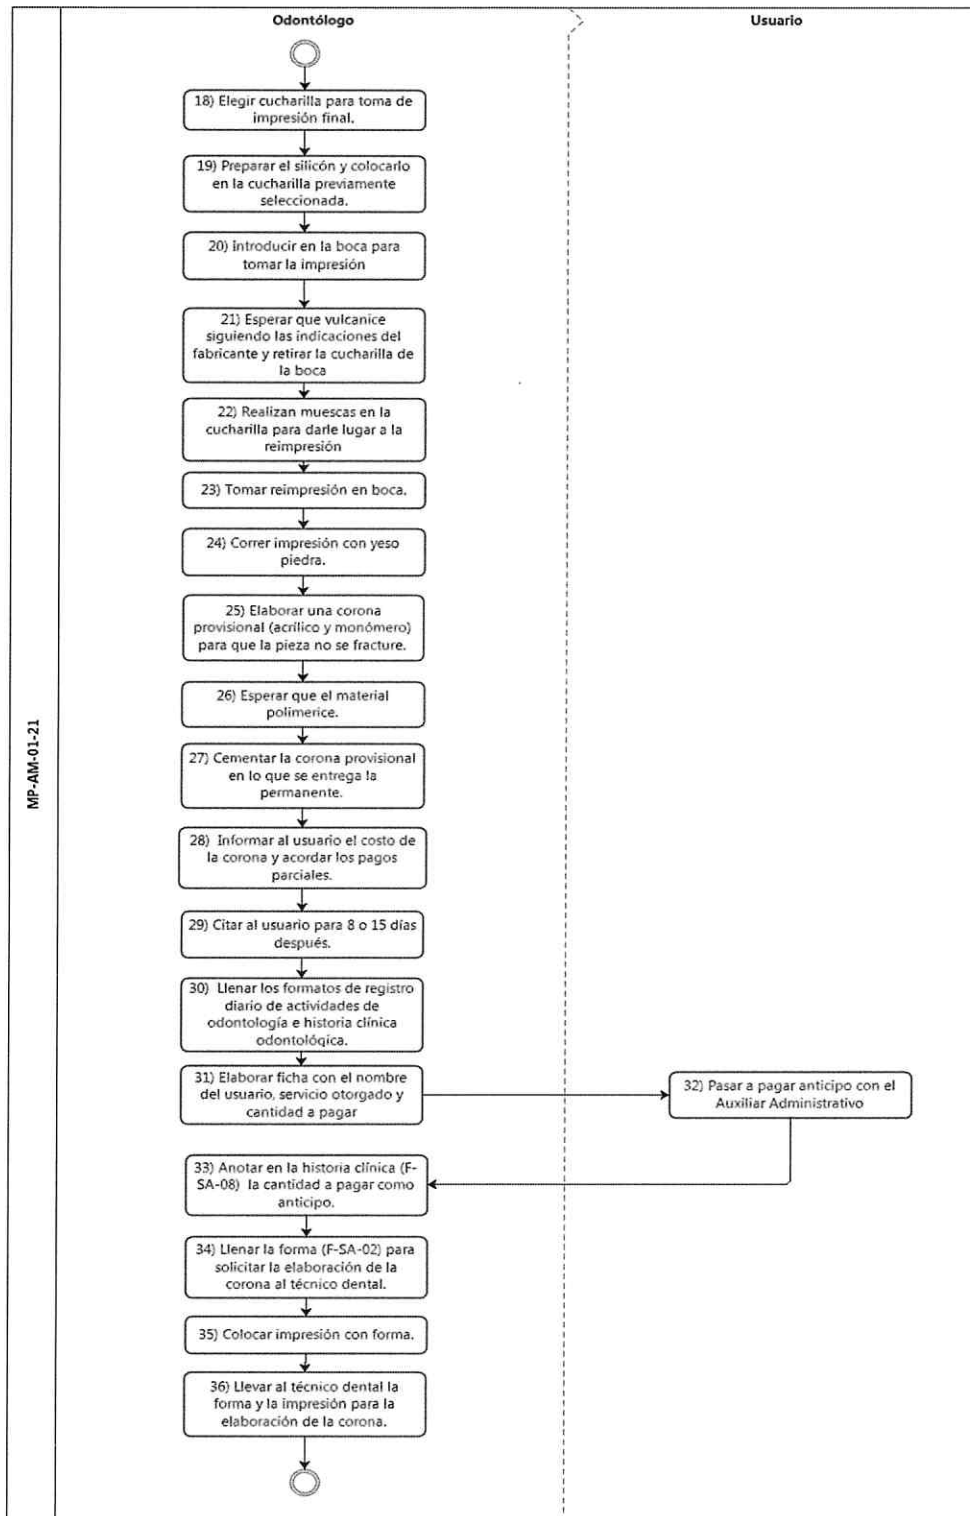 Odontólogo
Usuario
MP-AM-01-21
18) Elegir cucharilla para toma de
impresión final.
19) Preparar el silicón y colocarlo
en la cucharilla previamente
seleccionada.
20) Introducir en la boca para
tomar la impresión
21) Esperar que vulcanice
siguiendo las indicaciones del
fabricante y retirar la cucharilla de
la boca
22) Realizan muescas en la
cucharilla para darle lugar a la
reimpresión
23) Tomar reimpresión en boca.
24) Correr impresión con yeso
piedra.
25) Elaborar una corona
provisional (acrílico y monómero)
para que la pieza no se fracture.
26) Esperar que el material
polimerice.
27) Cementar la corona provisional
en lo que se entrega la
permanente.
28) Informar al usuario el costo de
la corona y acordar los pagos
parciales.
29) Citar al usuario para 8 o 15 días
después.
30) Llenar los formatos de registro
diario de actividades de
odontología e historia clínica
odontológica.
31) Elaborar ficha con el nombre
del usuario, servicio otorgado y
cantidad a pagar
32) Pasar a pagar anticipo con el
Auxiliar Administrativo
33) Anotar en la historia clínica (F-
SA-08) la cantidad a pagar como
anticipo.
34) Llenar la forma (F-SA-02) para
solicitar la elaboración de la
corona al técnico dental.
35) Colocar impresión con forma.
36) Llevar al técnico dental la
forma y la impresión para la
elaboración de la corona.